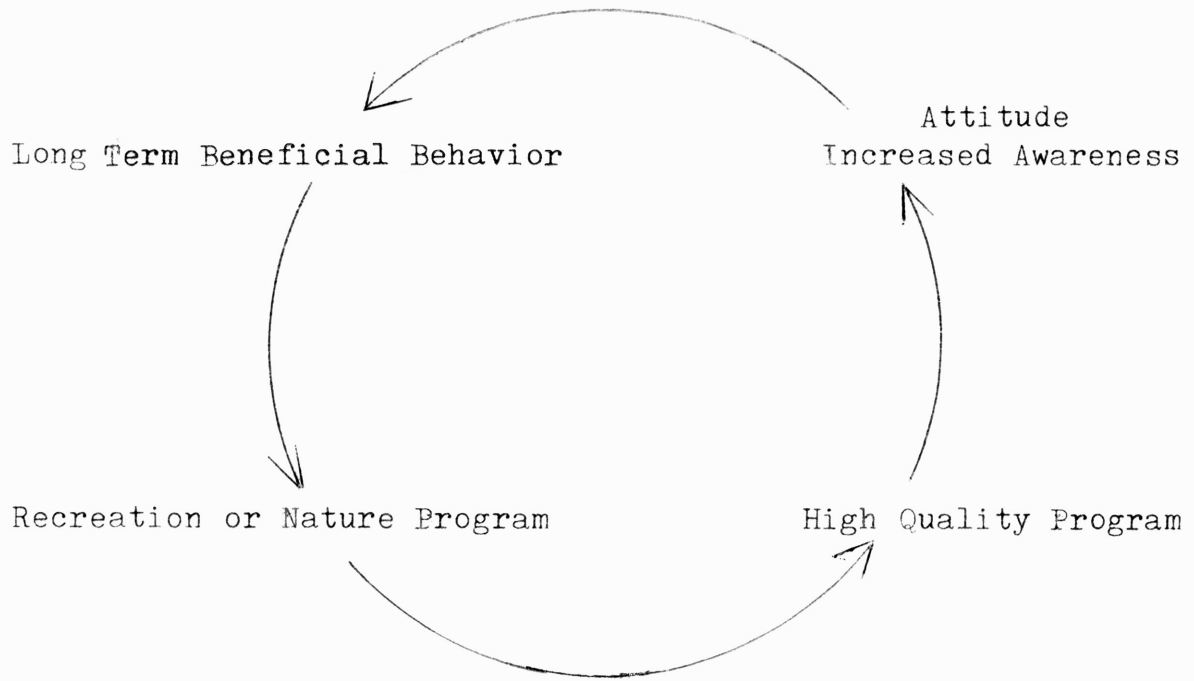 Attitude
Long Term Beneficial Behavior
Increased Awareness
Recreation or Nature Program
High Quality Program